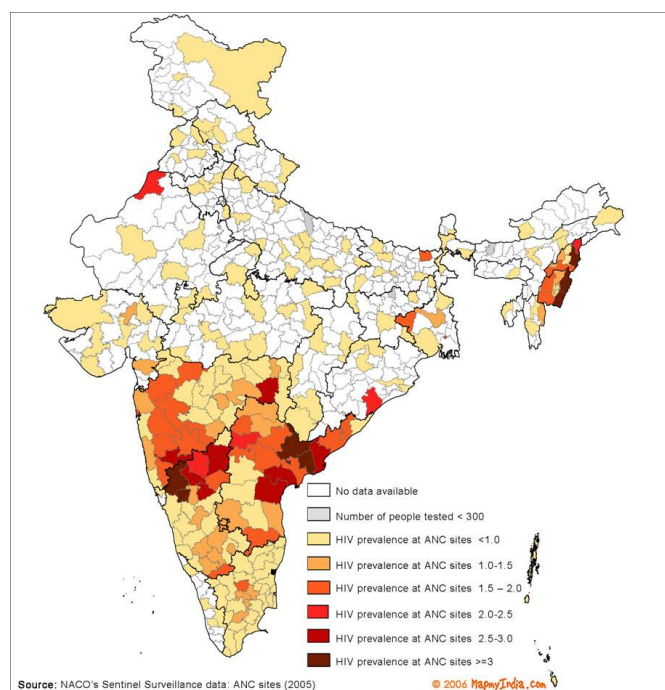 No data available
Number of people tested < 300
HIV prevalence at ANC sites <1.0
HIV prevalence at ANC sites 1.0-1.5
HIV prevalence at ANC sites 1.5 – 2.0
HIV prevalence at ANC sites 2.0-2.5
HIV prevalence at ANC sites 2.5-3.0
HIV prevalence at ANC sites >=3
Source: NACO's Sentinel Surveillance data: ANC sites (2005)
© 2006 MapmyIndia.com